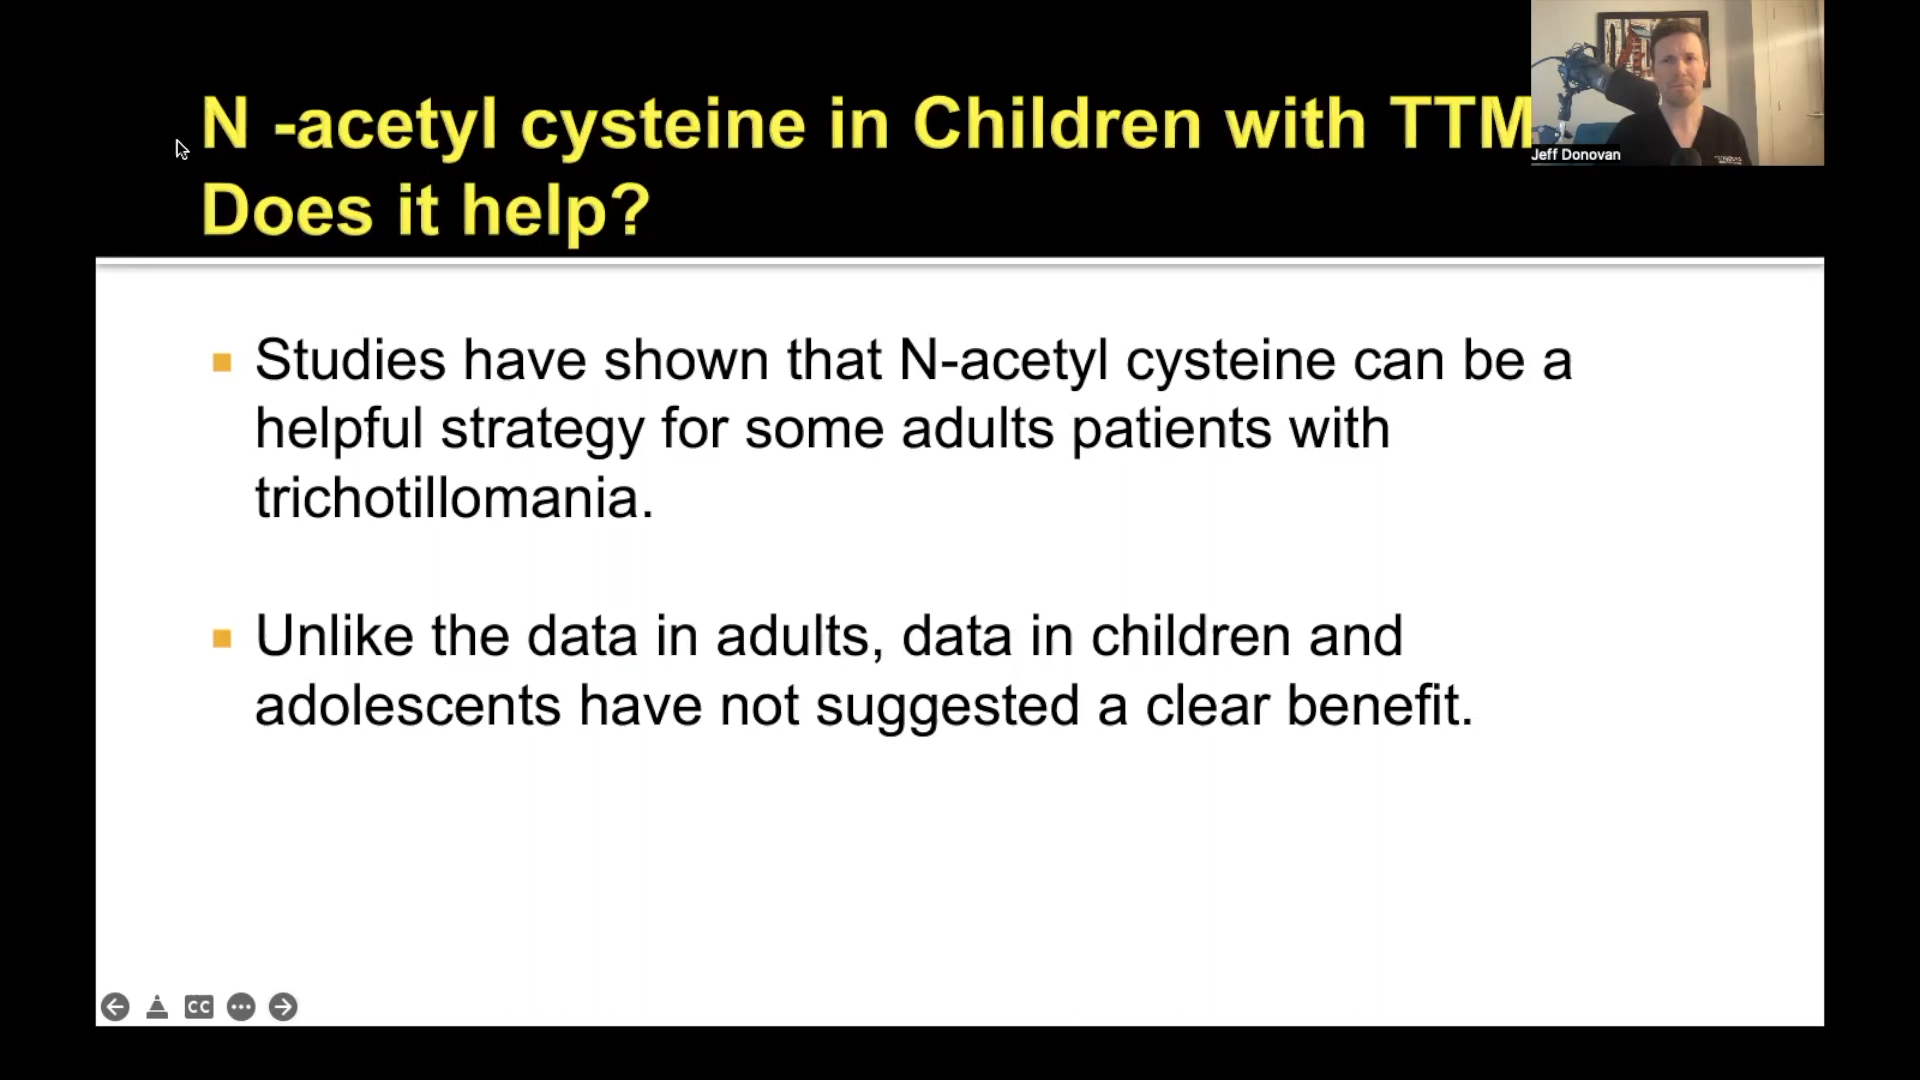 N -acetyl cysteine in Children with TTM
Does it help?
Jeff Donovan
Studies have shown that N-acetyl cysteine can be a
helpful strategy for some adults patients with
trichotillomania.
Unlike the data in adults, data in children and
adolescents have not suggested a clear benefit.
CC